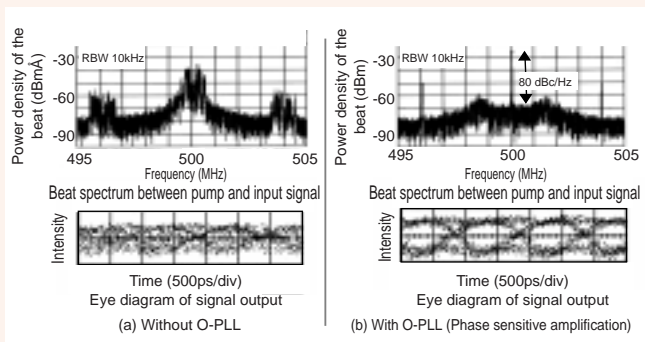 Power density of the
beat (dBmÅ)
-30
-60
-90
RBW 10kHz
495
500
505
Frequency (MHz)
Beat spectrum between pump and input signal
Intensity
Time (500ps/div)
Eye diagram of signal output
(a) Without O-PLL
Power density of the
beat (dBm)
-30
-60
-90
RBW 10kHz
80 dBc/Hz
495
500
505
Frequency (MHz)
Beat spectrum between pump and input signal
Intensity
Time (500ps/div)
Eye diagram of signal output
(b) With O-PLL (Phase sensitive amplification)